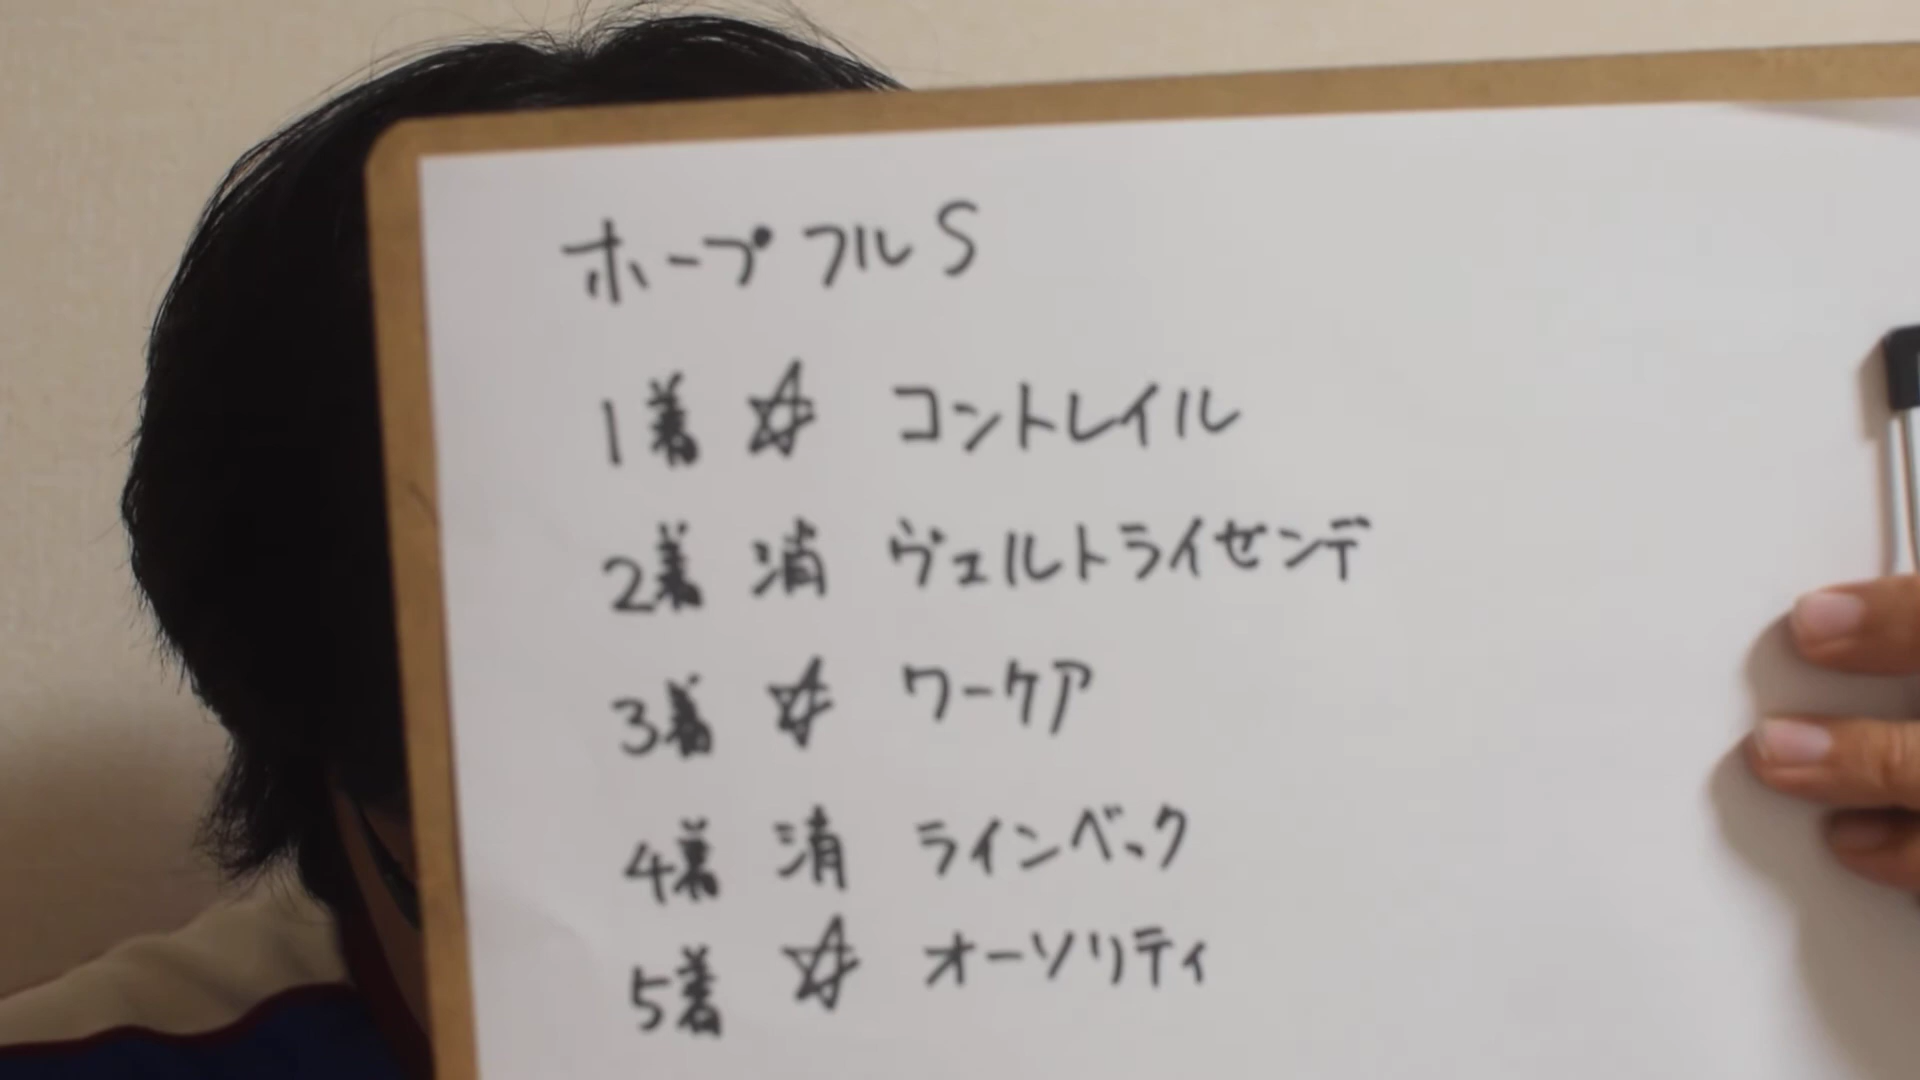 ホープフルS
1着 ☆ コントレイル
2着 消 ヴェルトライゼンデ
3着 ☆ ワーケア
4着 消 ラインベック
5着 ☆ オーソリティ